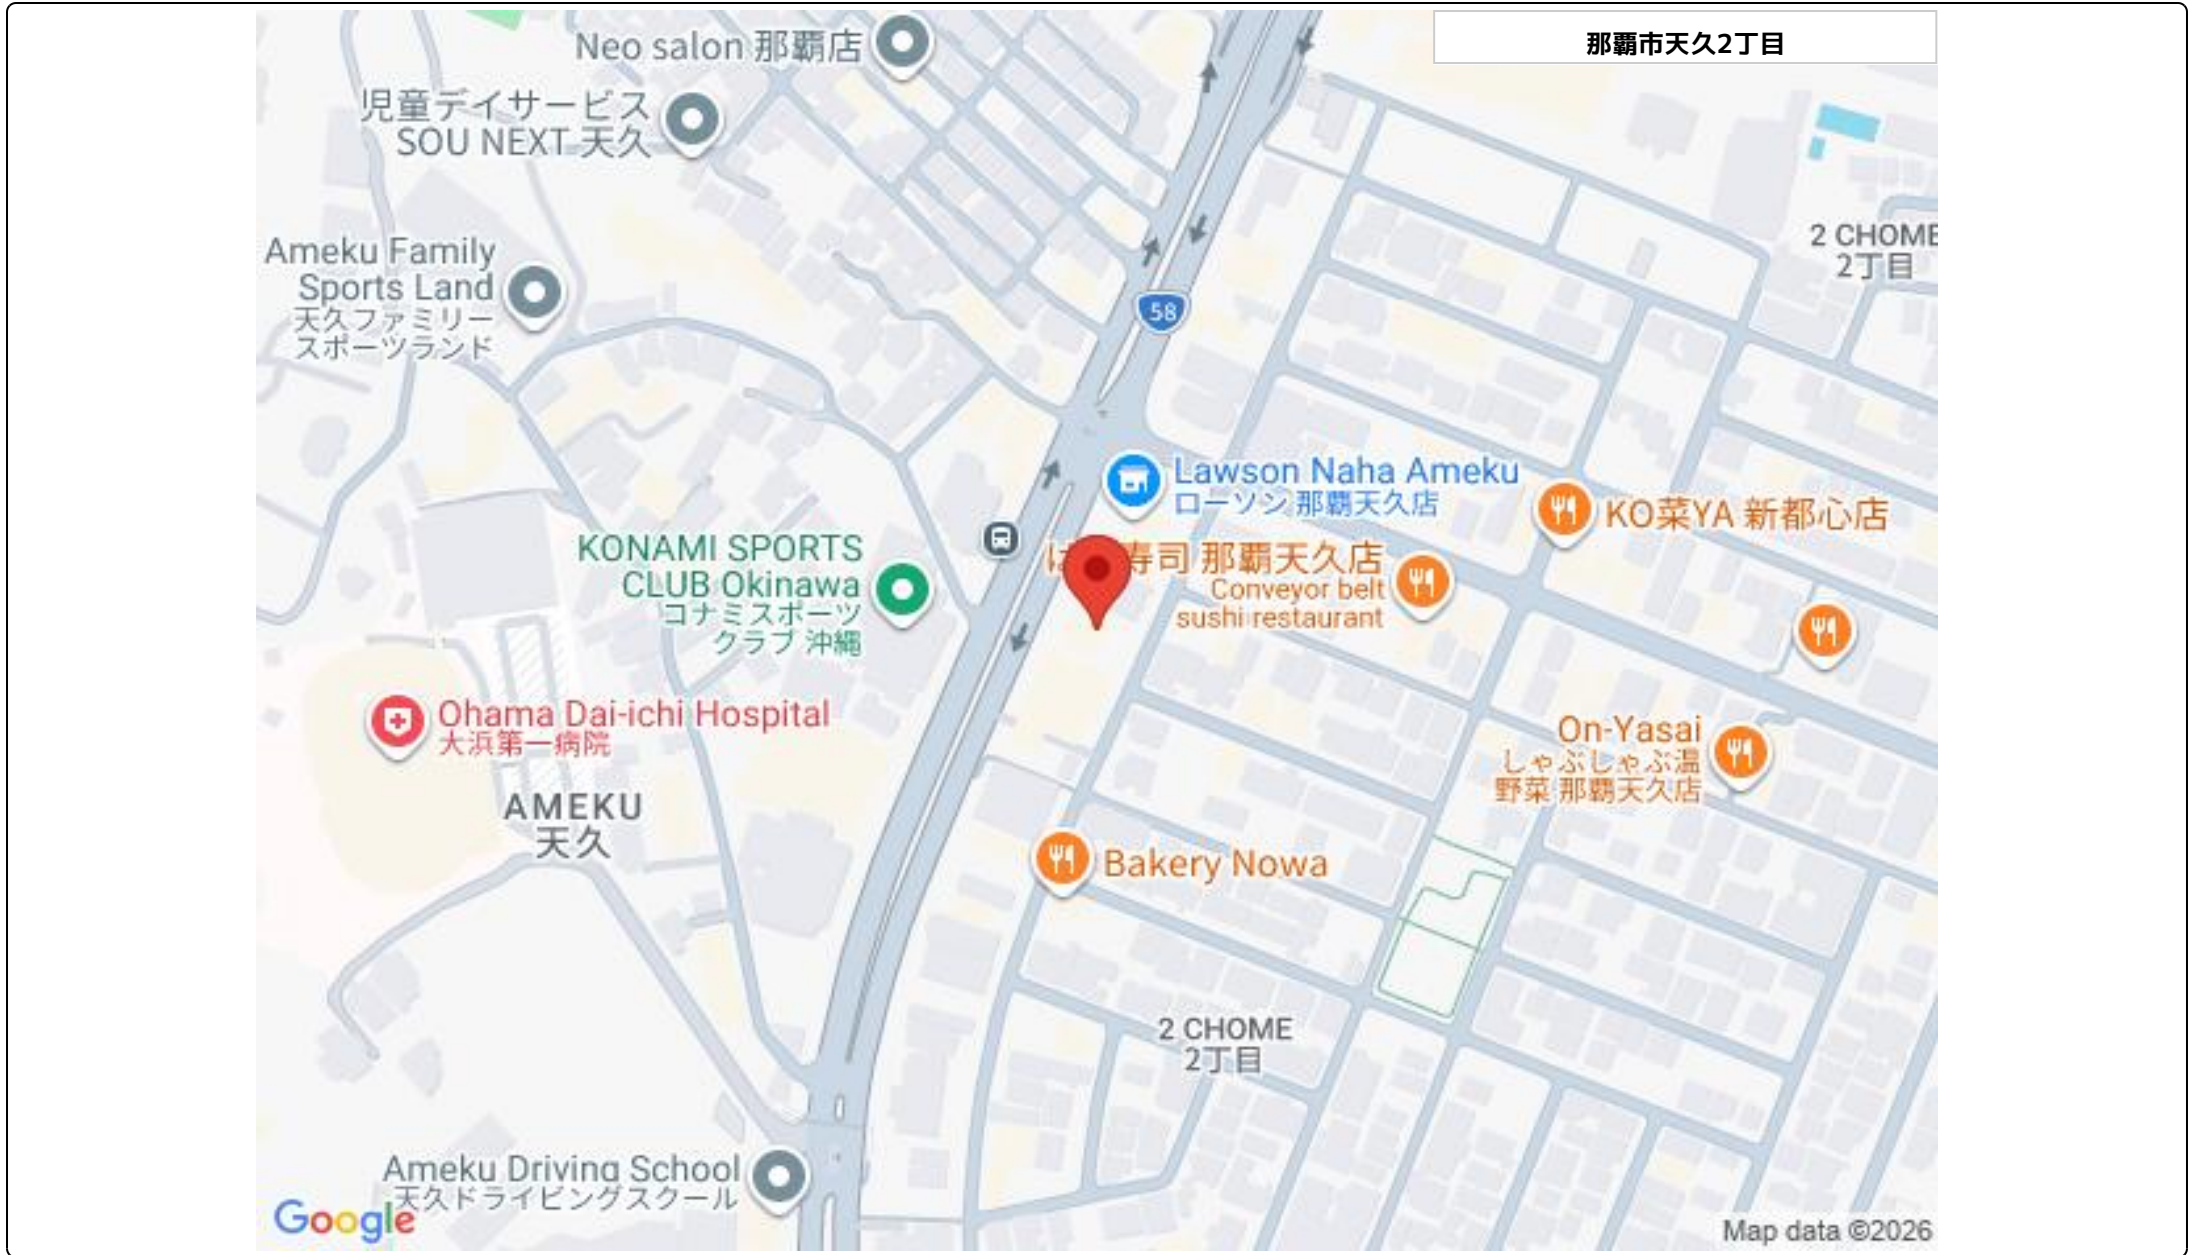 那覇市天久2丁目
Neo salon 那覇店
児童デイサービス
SOU NEXT 天久
2 CHOME
2丁目
Ameku Family
Sports Land
天久ファミリー
スポーツランド
58
Lawson Naha Ameku
ローソン 那覇天久店
KO菜YA 新都心店
KONAMI SPORTS
CLUB Okinawa
コナミスポーツ
クラブ 沖縄
寿司 那覇天久店
Conveyor belt
sushi restaurant
Ohama Dai-ichi Hospital
大浜第一病院
On-Yasai
しゃぶしゃぶ温
野菜 那覇天久店
AMEKU
天久
Bakery Nowa
2 CHOME
2丁目
Ameku Driving School
天久ドライビングスクール
Google
Map data ©2026